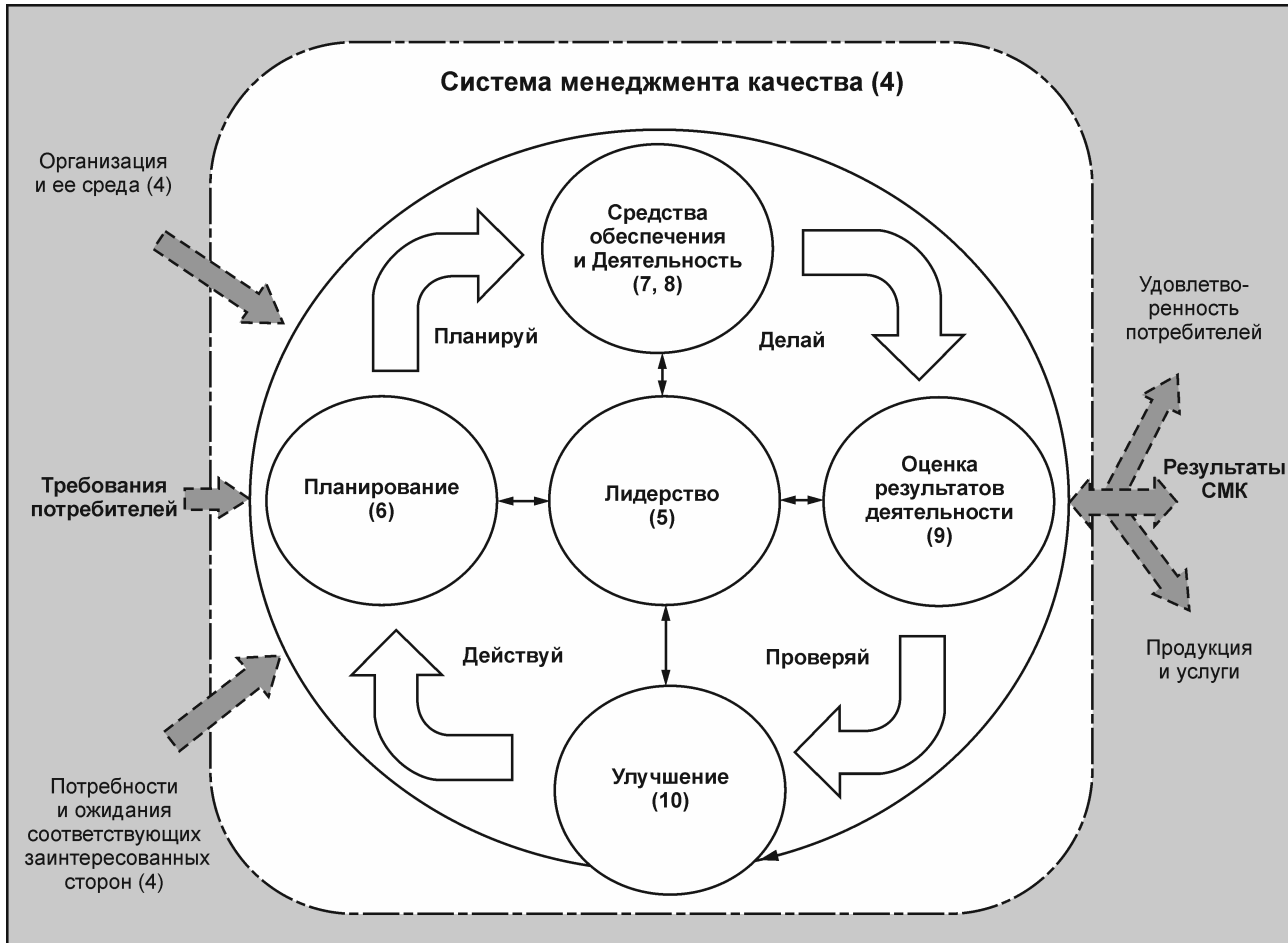 Система менеджмента качества (4)
Организация
и ее среда (4)
Средства
обеспечения
и Деятельность
(7, 8)
Планируй
Делай
Удовлетво-
ренность
потребителей
Требования
потребителей
Планирование
(6)
Лидерство
(5)
Оценка
результатов
деятельности
(9)
Результаты
СМК
Действуй
Проверяй
Продукция
и услуги
Потребности
и ожидания
соответствующих
заинтересованных
сторон (4)
Улучшение
(10)